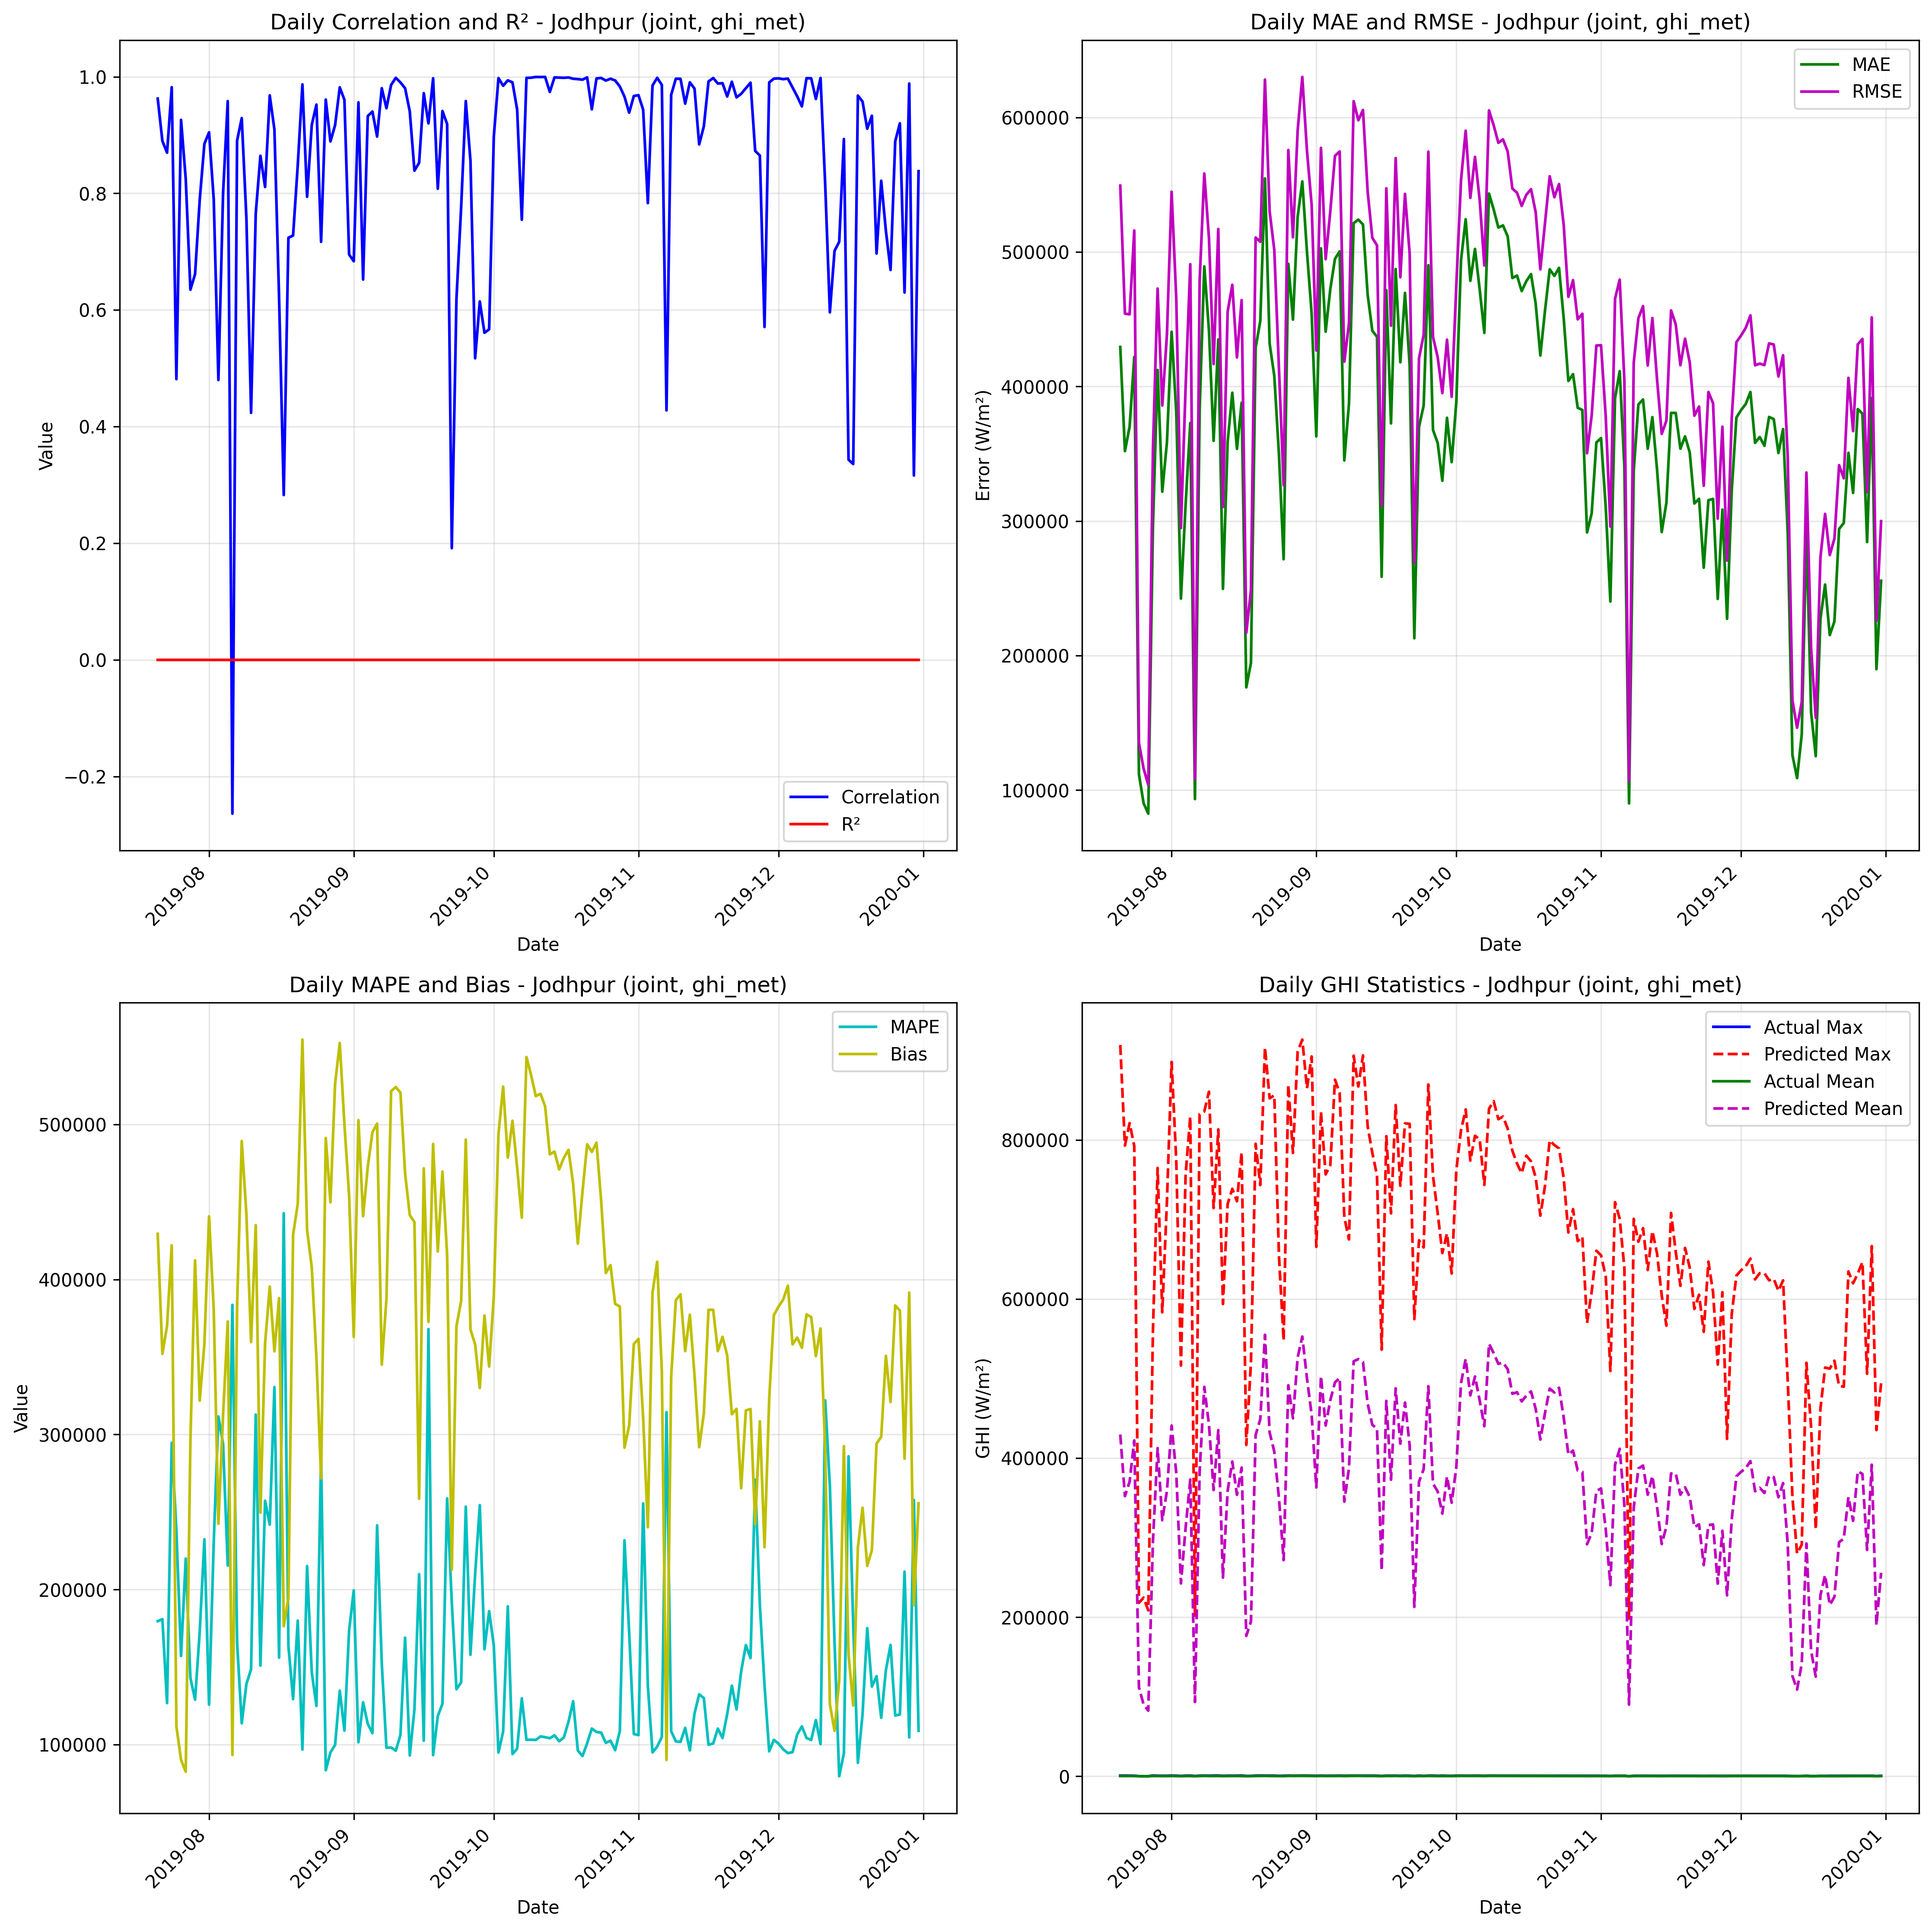 Daily Correlation and R² - Jodhpur (joint, ghi_met)
1.0
0.8
0.6
0.4
0.2
0.0
−0.2
Value
Correlation
R²
2019-08
2019-09
2019-10
2019-11
2019-12
2020-01
Date
Daily MAE and RMSE - Jodhpur (joint, ghi_met)
MAE
RMSE
600000
500000
400000
300000
200000
100000
Error (W/m²)
2019-08
2019-09
2019-10
2019-11
2019-12
2020-01
Date
Daily MAPE and Bias - Jodhpur (joint, ghi_met)
MAPE
Bias
500000
400000
300000
200000
100000
Value
2019-08
2019-09
2019-10
2019-11
2019-12
2020-01
Date
Daily GHI Statistics - Jodhpur (joint, ghi_met)
Actual Max
Predicted Max
Actual Mean
Predicted Mean
800000
600000
400000
200000
0
GHI (W/m²)
2019-08
2019-09
2019-10
2019-11
2019-12
2020-01
Date